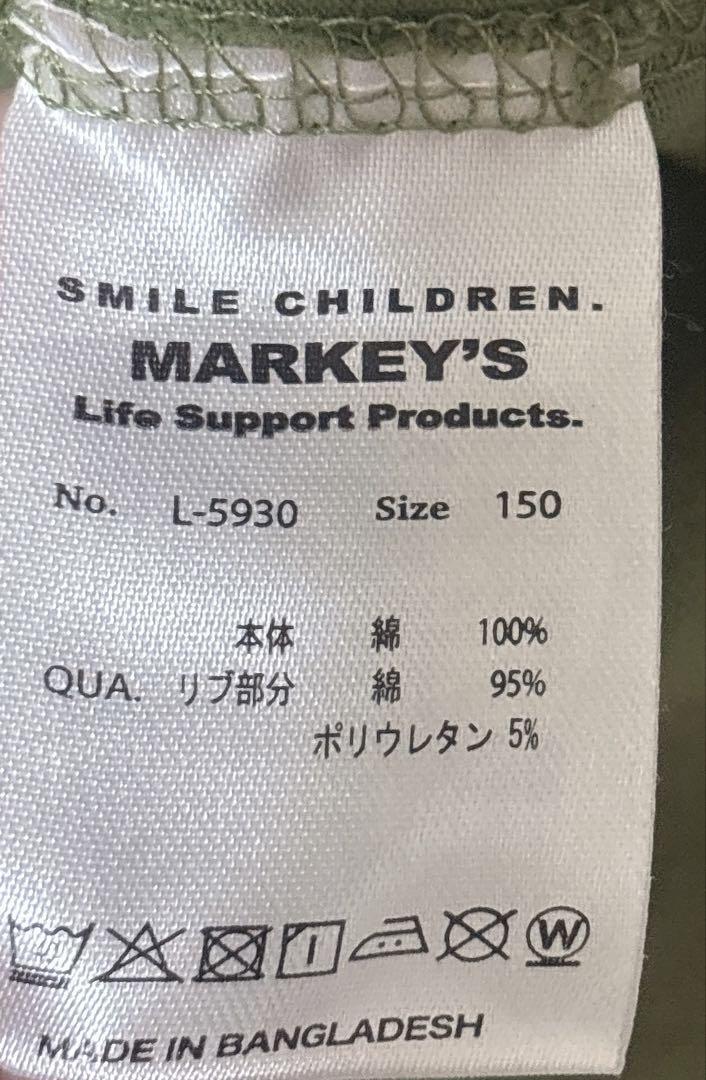 SMILE CHILDREN.
MARKEY'S
Life Support Products.
No. L-5930 Size 150
本体 綿 100%
QUA. リブ部分 綿 95%
ポリウレタン 5%
W
MADE IN BANGLADESH